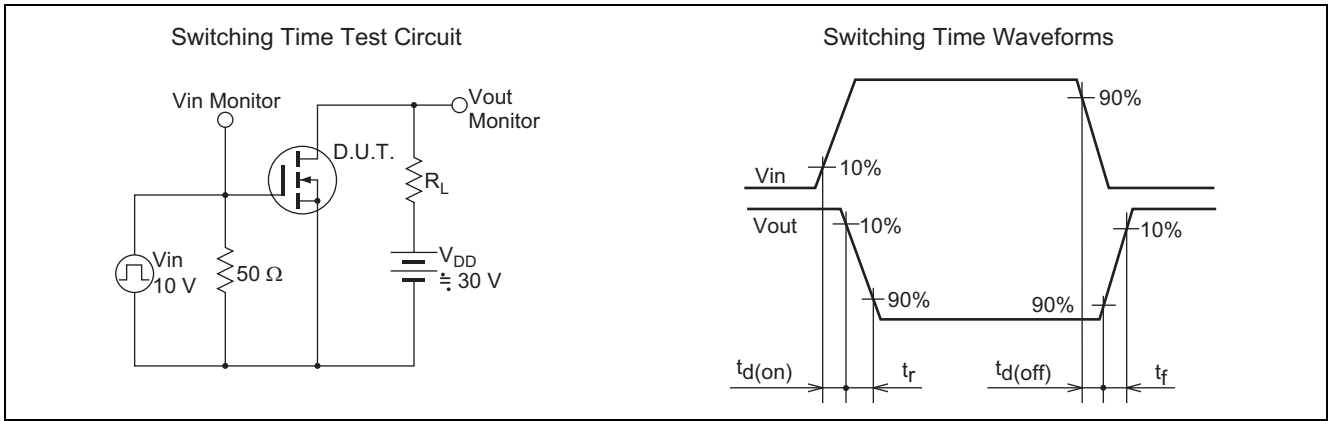 Switching Time Test Circuit
Vin Monitor
Vout
Monitor
D.U.T.
RL
Vin
10 V
50 Ω
VDD
≒ 30 V
Switching Time Waveforms
Vin
10%
90%
Vout
10%
90%
90%
10%
td(on)
tr
td(off)
tf